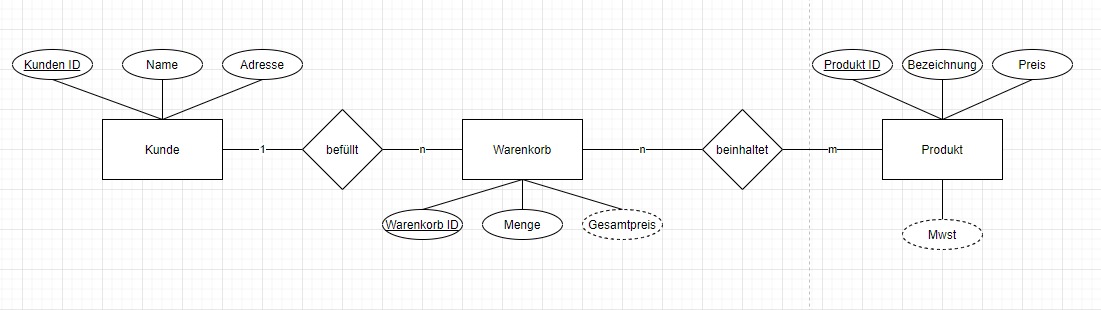 Kunden ID
Name
Adresse
Produkt ID
Bezeichnung
Preis
Kunde
1
befüllt
n
Warenkorb
n
beinhaltet
m
Produkt
Warenkorb ID
Menge
Gesamtpreis
Mwst